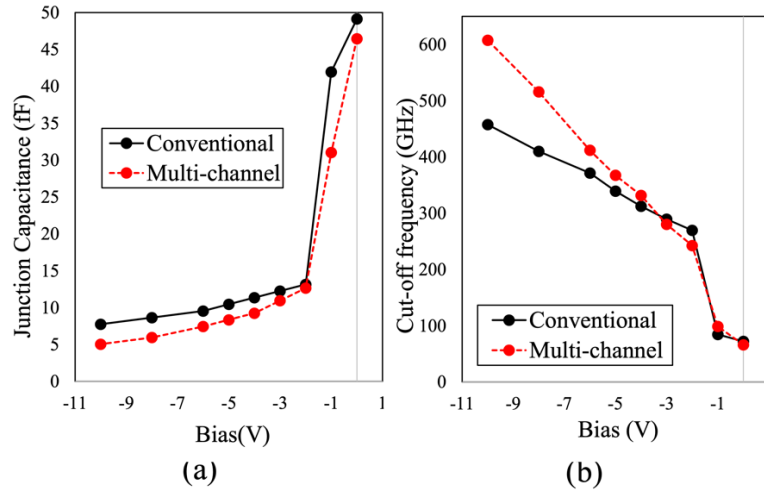 50
45
40
35
30
25
20
15
10
5
0
Junction Capacitance (fF)
Conventional
Multi-channel
-11 -9 -7 -5 -3 -1 1
Bias(V)
(a)
600
500
400
300
200
100
0
Cut-off frequency (GHz)
Conventional
Multi-channel
-11 -9 -7 -5 -3 -1
Bias (V)
(b)